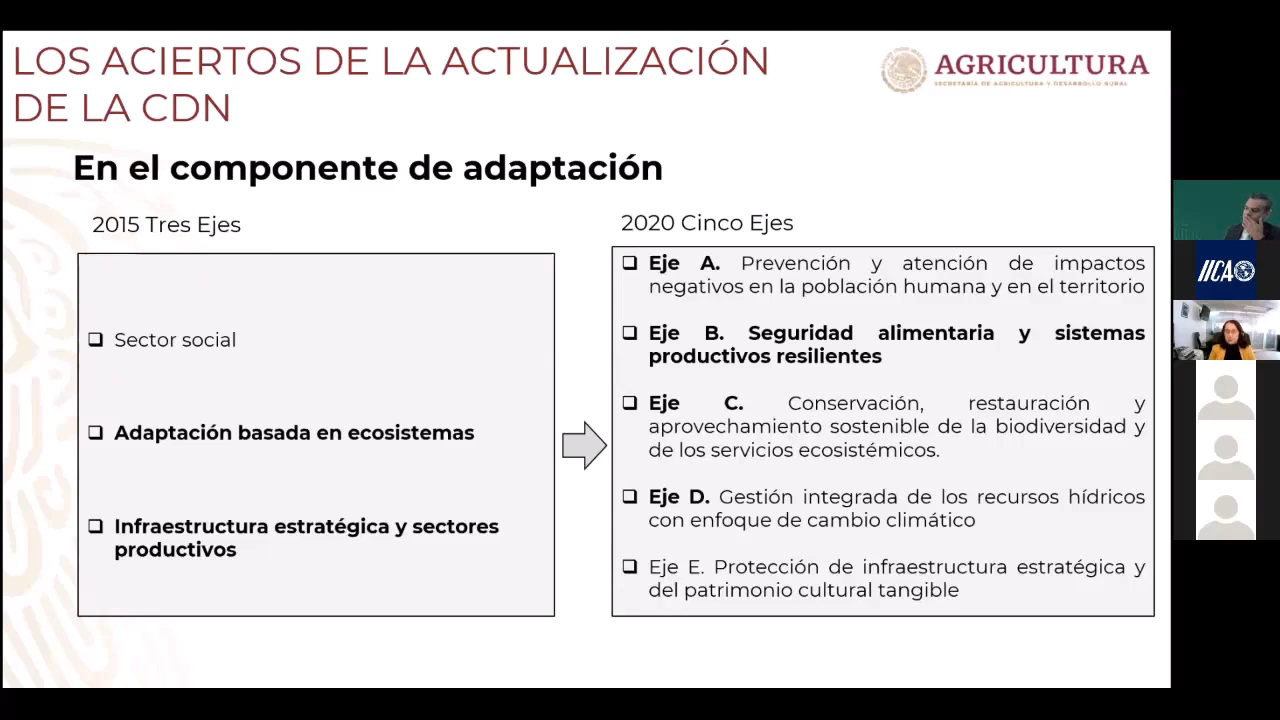 LOS ACIERTOS DE LA ACTUALIZACIÓN
DE LA CDN
AGRICULTURA
SECRETARÍA DE AGRICULTURA Y DESARROLLO RURAL
En el componente de adaptación
2015 Tres Ejes
Sector social
Adaptación basada en ecosistemas
Infraestructura estratégica y sectores
productivos
2020 Cinco Ejes
Eje A. Prevención y atención de impactos
negativos en la población humana y en el territorio
Eje B. Seguridad alimentaria y sistemas
productivos resilientes
Eje C. Conservación, restauración y
aprovechamiento sostenible de la biodiversidad y
de los servicios ecosistémicos.
Eje D. Gestión integrada de los recursos hídricos
con enfoque de cambio climático
Eje E. Protección de infraestructura estratégica y
del patrimonio cultural tangible
IICA